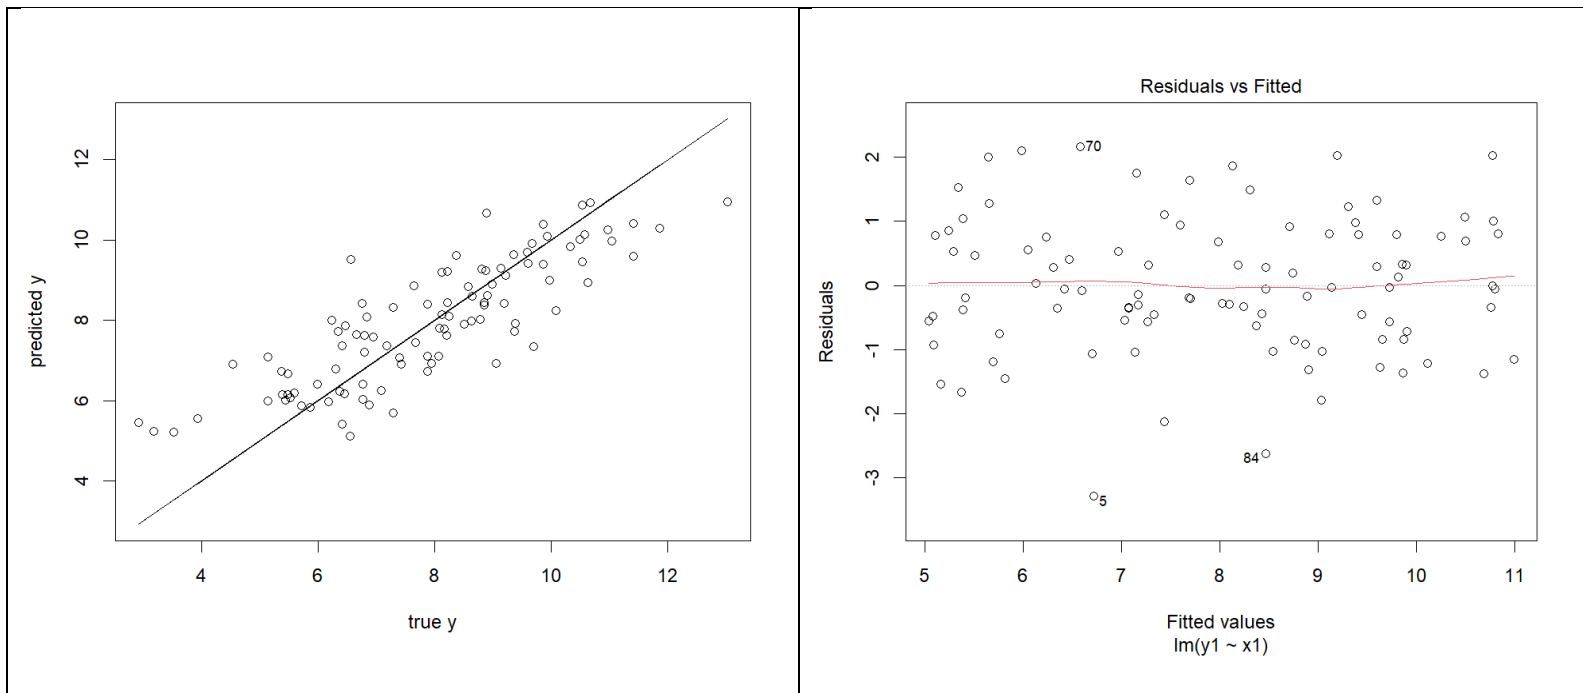 predicted y
12
10
8
6
4
4 6 8 10 12
true y
Residuals vs Fitted
Residuals
2
1
0
-1
-2
-3
70
84
5
5 6 7 8 9 10 11
Fitted values
lm(y1 ~ x1)